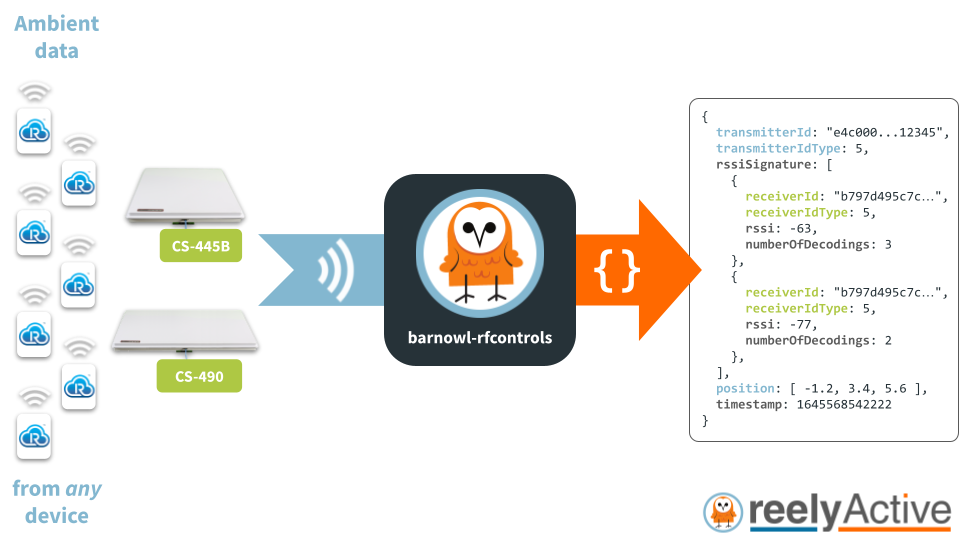 Ambient
data
R
R
R
R
R
R
R
R
CS-445B
CS-490
from any
device
barnowl-rfcontrols
{}
{
transmitterId: "e4c000...12345",
transmitterIdType: 5,
rssiSignature: [
{
receiverId: "b797d495c7c…",
receiverIdType: 5,
rssi: -63,
numberOfDecodings: 3
},
{
receiverId: "b797d495c7c…",
receiverIdType: 5,
rssi: -77,
numberOfDecodings: 2
},
],
position: [ -1.2, 3.4, 5.6 ],
timestamp: 1645568542222
}
reelyActive